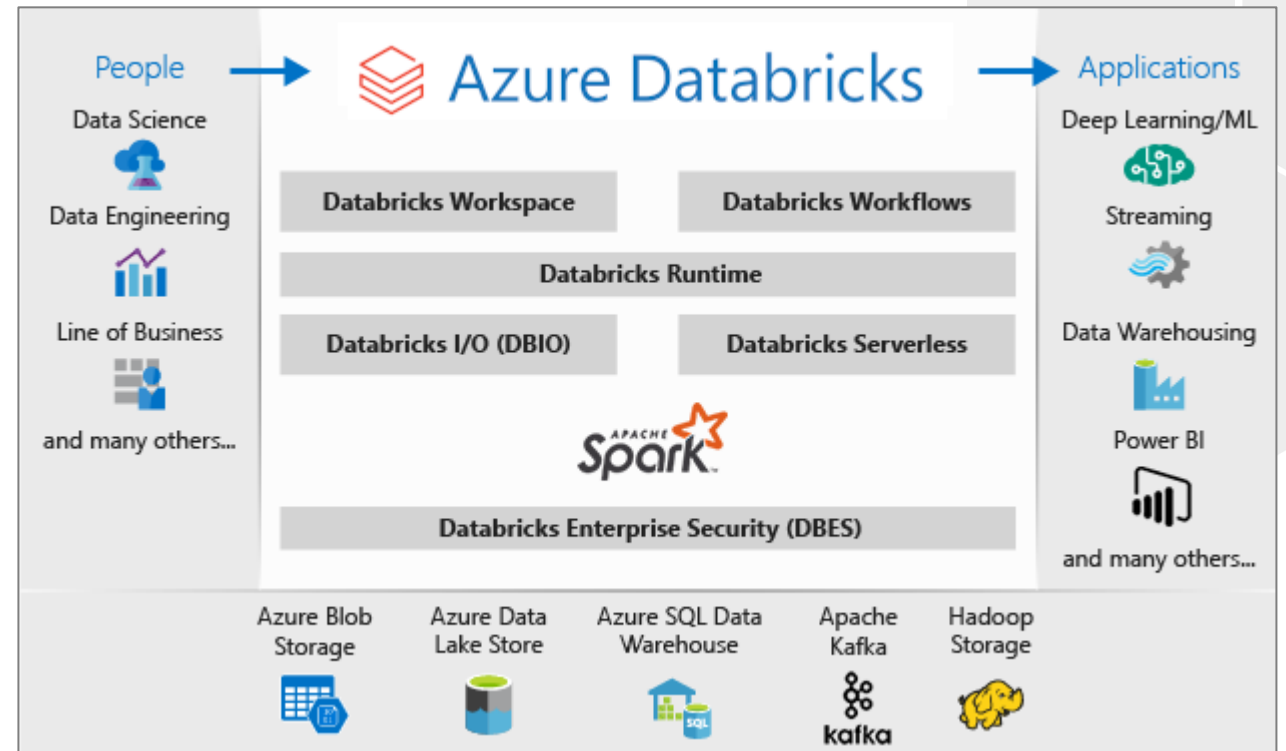 People
Azure Databricks
Applications
Data Science
Data Engineering
Line of Business
and many others...
Databricks Workspace
Databricks Workflows
Databricks Runtime
Databricks I/O (DBIO)
Databricks Serverless
APACHE
Spark™
Databricks Enterprise Security (DBES)
Deep Learning/ML
Streaming
Data Warehousing
Power BI
and many others...
Azure Blob
Storage
Azure Data
Lake Store
Azure SQL Data
Warehouse
SQL
Apache
Kafka
kafka
Hadoop
Storage